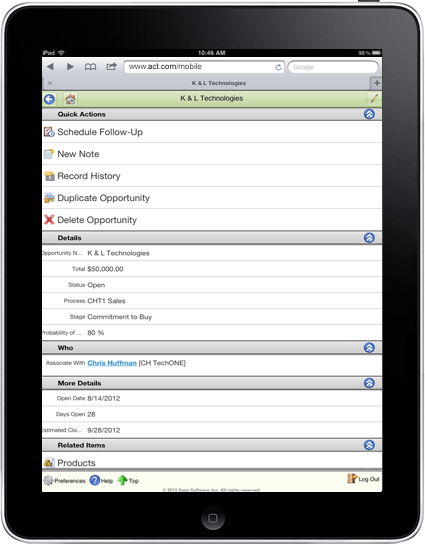 iPad 10:46 AM 95%
www.act.com/mobile Google
K & L Technologies
K & L Technologies
Quick Actions
Schedule Follow-Up
New Note
Record History
Duplicate Opportunity
Delete Opportunity
Details
Opportunity N... K & L Technologies
Total $50,000.00
Status Open
Process CHT1 Sales
Stage Commitment to Buy
Probability of ... 80 %
Who
Associate With Chris Huffman [CH TechONE]
More Details
Open Date 8/14/2012
Days Open 28
Estimated Clo... 9/28/2012
Related Items
Products
Preferences Help Top Log Out
© 2012 Sage Software, Inc. All rights reserved.